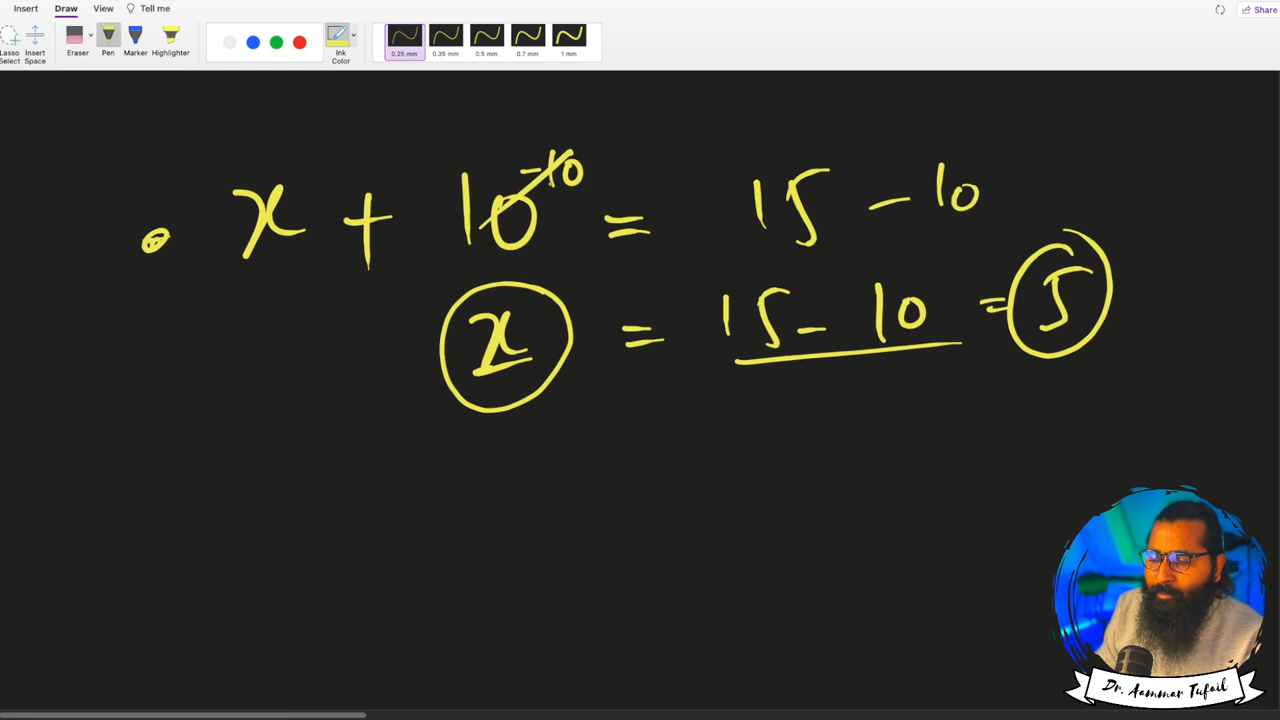 Insert Draw View Tell me
Share
Lasso Select Insert Space Eraser Pen Marker Highlighter Ink Color 0.25 mm 0.35 mm 0.5 mm 0.7 mm 1 mm
x + 10 -10 = 15 - 10
x = 15 - 10 = 5
Dr. Aammar Tufail